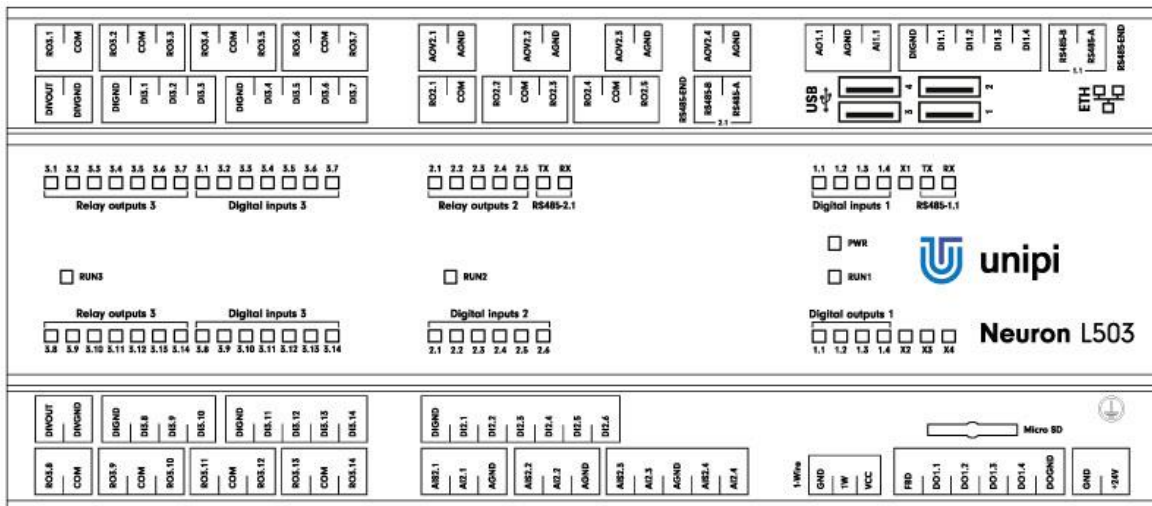 RO3.1 COM RO3.2 COM RO3.3 RO3.4 COM RO3.5 RO3.6 COM RO3.7 AOV2.1 AGND AOV2.2 AGND AOV2.3 AGND AOV2.4 AGND AO1.1 AGND AI1.1 DIGND DI1.1 DI1.2 DI1.3 DI1.4 RS485-B RS485-A RS485-END
1.1
DIVOUT DIVGND DIGND DI3.1 DI3.2 DI3.3 DIGND DI3.4 DI3.5 DI3.6 DI3.7 RO2.1 COM RO2.2 COM RO2.3 RO2.4 COM RO2.5 RS485-END RS485-B RS485-A USB 4 2 3 1 ETH
2.1
3.1 3.2 3.3 3.4 3.5 3.6 3.7 3.1 3.2 3.3 3.4 3.5 3.6 3.7 2.1 2.2 2.3 2.4 2.5 TX RX 1.1 1.2 1.3 1.4 X1 TX RX
Relay outputs 3 Digital inputs 3 Relay outputs 2 RS485-2.1 Digital inputs 1 RS485-1.1
PWR
unipi
RUN3 RUN2 RUN1
Relay outputs 3 Digital inputs 3 Digital inputs 2 Digital outputs 1
Neuron L503
3.8 3.9 3.10 3.11 3.12 3.13 3.14 3.8 3.9 3.10 3.11 3.12 3.13 3.14 2.1 2.2 2.3 2.4 2.5 2.6 1.1 1.2 1.3 1.4 X2 X3 X4
DIVOUT DIVGND DIGND DI3.8 DI3.9 DI3.10 DIGND DI3.11 DI3.12 DI3.13 DI3.14 DIGND DI2.1 DI2.2 DI2.3 DI2.4 DI2.5 DI2.6
Micro SD
RO3.8 COM RO3.9 COM RO3.10 RO3.11 COM RO3.12 RO3.13 COM RO3.14 AIS2.1 AI2.1 AGND AIS2.2 AI2.2 AGND AIS2.3 AI2.3 AGND AIS2.4 AI2.4 1-Wire GND 1W VCC FRD DO1.1 DO1.2 DO1.3 DO1.4 DOGND GND +24V